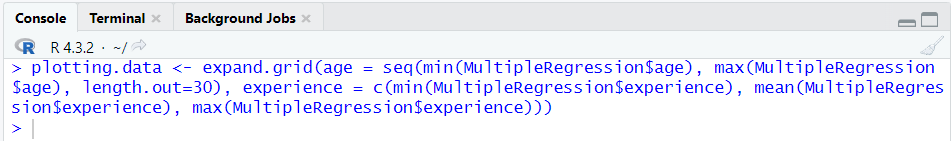 Console Terminal Background Jobs
R R 4.3.2 · ~/
> plotting.data <- expand.grid(age = seq(min(MultipleRegression$age), max(MultipleRegression
$age), length.out=30), experience = c(min(MultipleRegression$experience), mean(MultipleRegres
sion$experience), max(MultipleRegression$experience)))
>